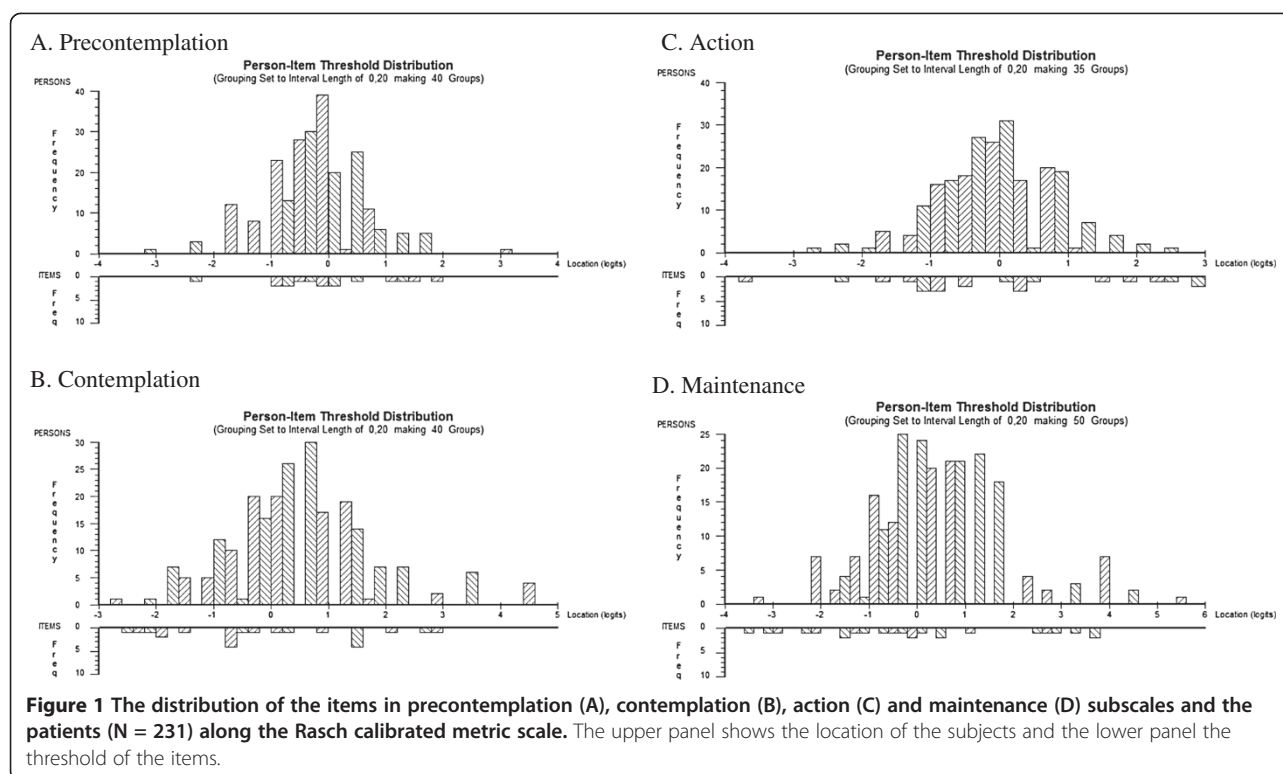 A. Precontemplation
Person-Item Threshold Distribution
(Grouping Set to Interval Length of 0,20 making 40 Groups)
PERSONS
Frequency
40
30
20
10
0
-4 -3 -2 -1 0 1 2 3 4 Location (logits)
ITEMS 0
Freq
5
10
B. Contemplation
Person-Item Threshold Distribution
(Grouping Set to Interval Length of 0,20 making 40 Groups)
PERSONS
Frequency
30
25
20
15
10
5
0
-3 -2 -1 0 1 2 3 4 5 Location (logits)
ITEMS 0
Freq
5
10
C. Action
Person-Item Threshold Distribution
(Grouping Set to Interval Length of 0,20 making 35 Groups)
PERSONS
Frequency
40
30
20
10
0
-4 -3 -2 -1 0 1 2 3 Location (logits)
ITEMS 0
Freq
5
10
D. Maintenance
Person-Item Threshold Distribution
(Grouping Set to Interval Length of 0,20 making 50 Groups)
PERSONS
Frequency
25
20
15
10
5
0
-4 -3 -2 -1 0 1 2 3 4 5 6 Location (logits)
ITEMS 0
Freq
5
10
Figure 1 The distribution of the items in precontemplation (A), contemplation (B), action (C) and maintenance (D) subscales and the
patients (N = 231) along the Rasch calibrated metric scale. The upper panel shows the location of the subjects and the lower panel the
threshold of the items.